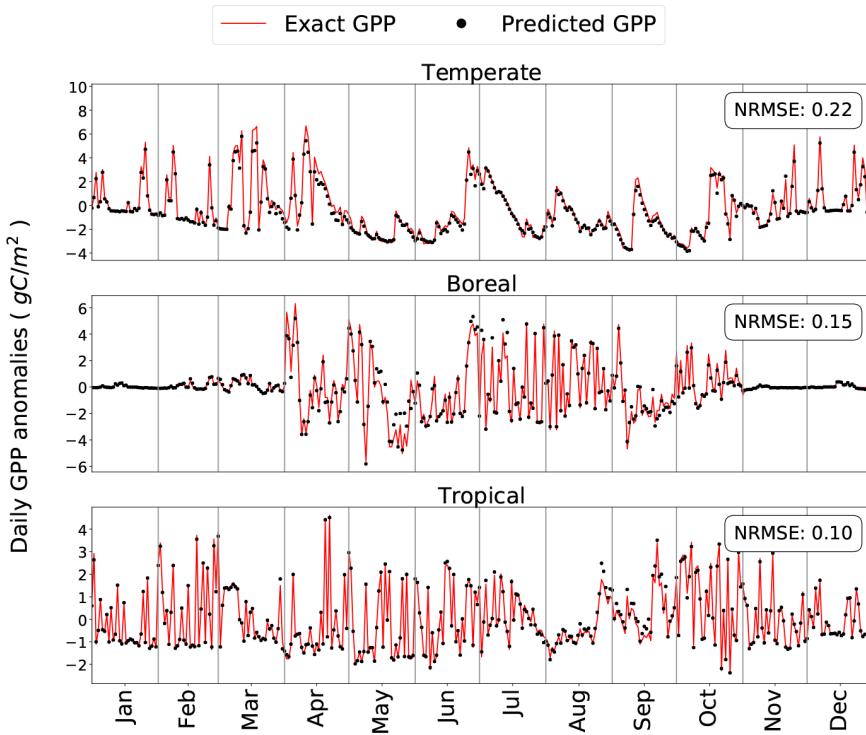 Exact GPP
Predicted GPP
Daily GPP anomalies ( gC/m² )
Temperate
NRMSE: 0.22
10
8
6
4
2
0
−2
−4
Boreal
NRMSE: 0.15
6
4
2
0
−2
−4
−6
Tropical
NRMSE: 0.10
4
3
2
1
0
−1
−2
Jan
Feb
Mar
Apr
May
Jun
Jul
Aug
Sep
Oct
Nov
Dec